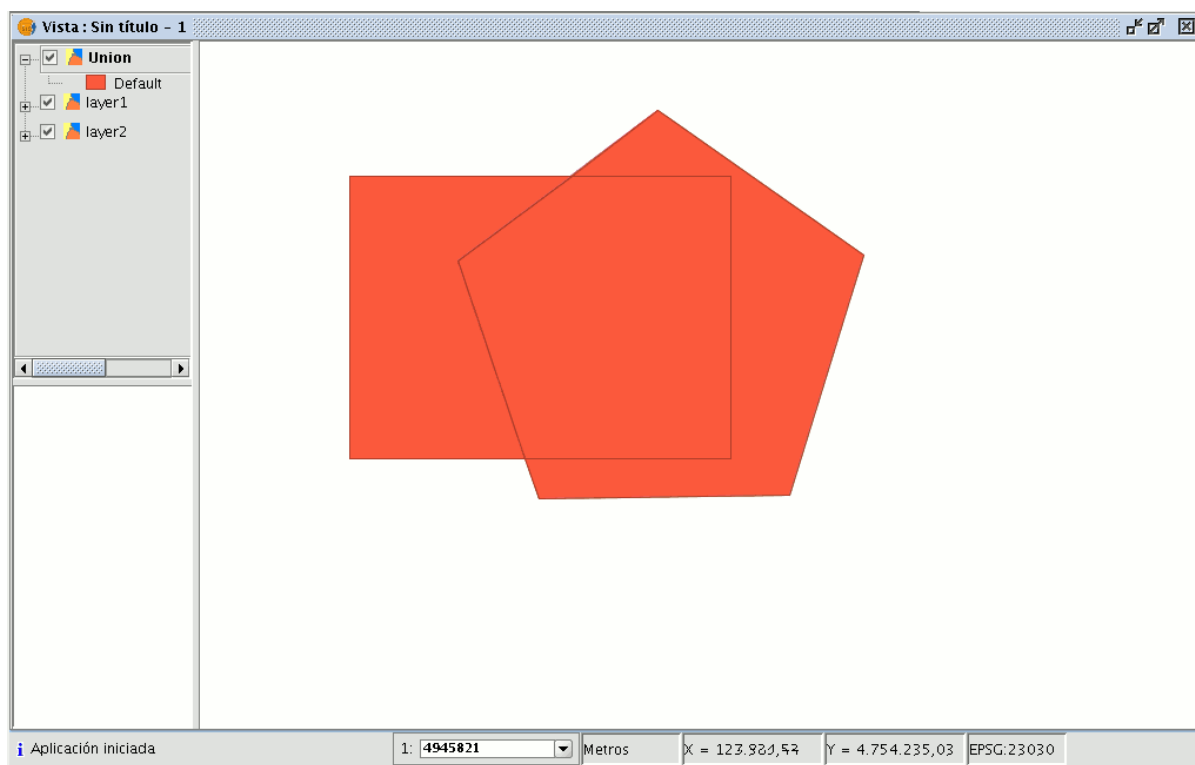 Vista : Sin título - 1
Union
Default
layer1
layer2
Aplicación iniciada
1: 4945821
Metros
X =
Y = 4.754.235,03
EPSG:23030